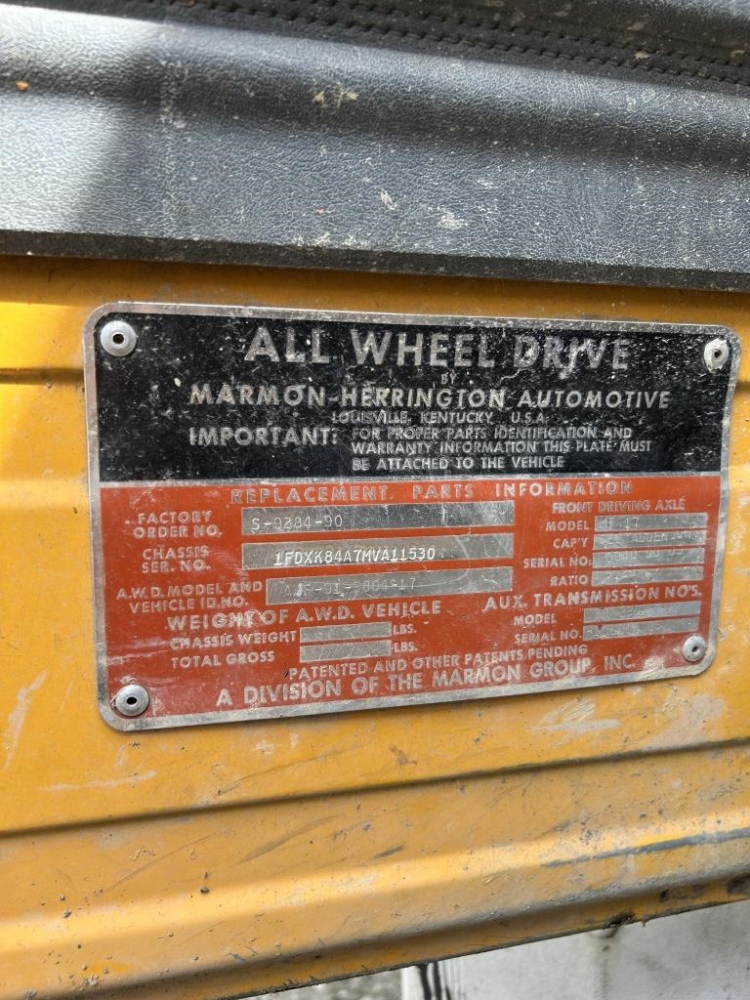 ALL WHEEL DRIVE
BY
MARMON-HERRINGTON AUTOMOTIVE
LOUISVILLE, KENTUCKY, U.S.A.
IMPORTANT: FOR PROPER PARTS IDENTIFICATION AND
WARRANTY INFORMATION THIS PLATE MUST
BE ATTACHED TO THE VEHICLE
REPLACEMENT PARTS INFORMATION
FACTORY ORDER NO. S-9884-90
CHASSIS SER. NO. 1FDXK84A7MVA11530
A.W.D. MODEL AND VEHICLE I.D. NO.
WEIGHT OF A.W.D. VEHICLE
CHASSIS WEIGHT LBS.
TOTAL GROSS LBS.
FRONT DRIVING AXLE
MODEL
CAP'Y
SERIAL NO.
RATIO
AUX. TRANSMISSION NO'S.
MODEL
SERIAL NO.
PATENTED AND OTHER PATENTS PENDING
A DIVISION OF THE MARMON GROUP, INC.